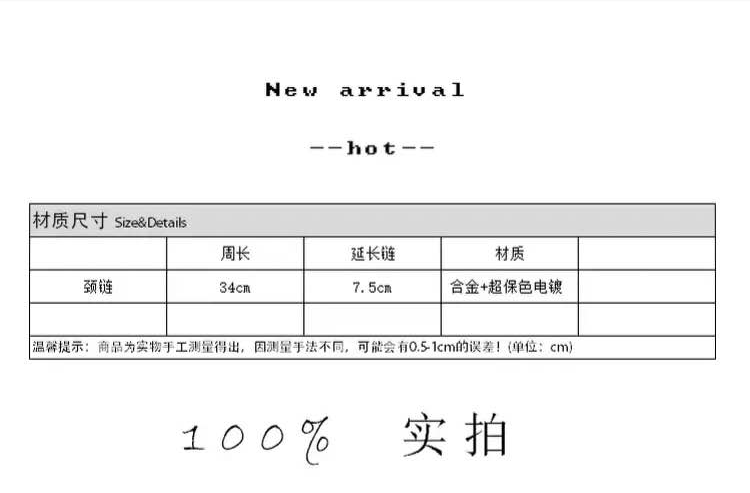 New arrival
--hot--
材质尺寸 Size&Details
周长 延长链 材质
颈链 34cm 7.5cm 合金+超保色电镀
温馨提示：商品为实物手工测量得出，因测量手法不同，可能会有0.5-1cm的误差！(单位：cm)
100% 实拍